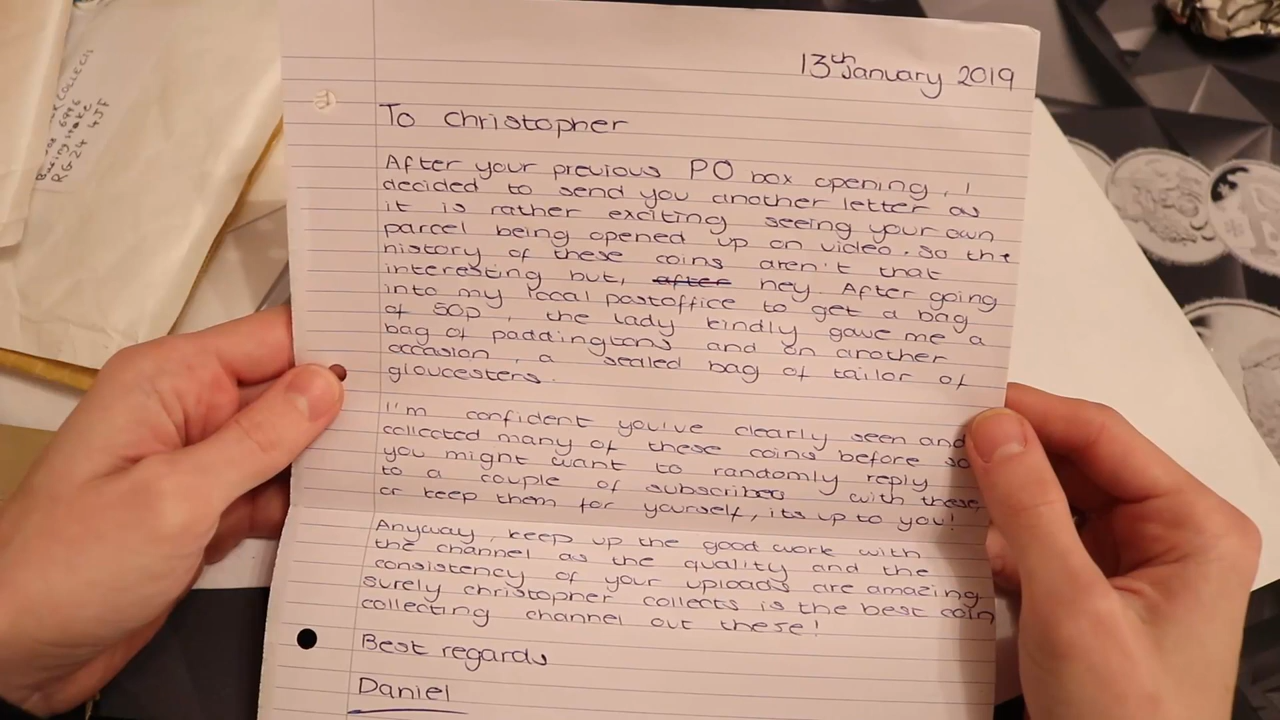 13th January 2019
To Christopher
After your previous PO box opening, I
decided to send you another letter as
it is rather exciting seeing your own
parcel being opened up on video. So the
history of these coins aren't that
interesting but, after hey After going
into my local postoffice to get a bag
of 50p, the lady kindly gave me a
bag of paddingtons and on another
occasion, a sealed bag of tailor of
gloucesters.
I'm confident you've clearly seen and
collected many of these coins before so
you might want to randomly reply
to a couple of subscribers with these,
or keep them for yourself, its up to you!
Anyway, keep up the good work with
the channel as the quality and the
consistency of your uploads are amazing
surely christopher collects is the best coin
collecting channel out these!
Best regards
Daniel
COLLECTS
6996
Basingstoke
RG24 4JF